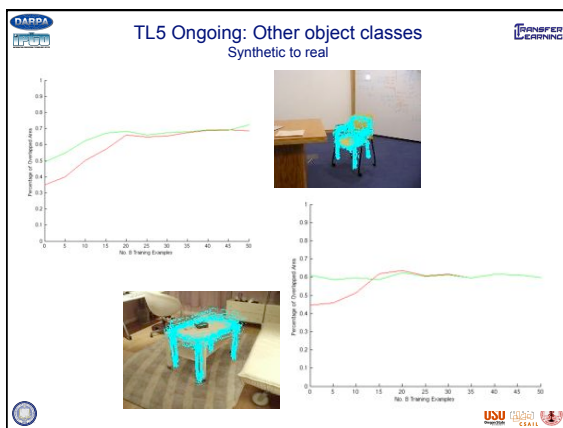 DARPA
IPTO
TL5 Ongoing: Other object classes
Synthetic to real
TRANSFER
LEARNING
Percentage of Overlapped Area
1
0.9
0.8
0.7
0.6
0.5
0.4
0.3
0.2
0.1
0
0 5 10 15 20 25 30 35 40 45 50
No. B Training Examples
Percentage of Overlapped Area
1
0.9
0.8
0.7
0.6
0.5
0.4
0.3
0.2
0.1
0
0 5 10 15 20 25 30 35 40 45 50
No. B Training Examples
OSU
Oregon State
CSAIL